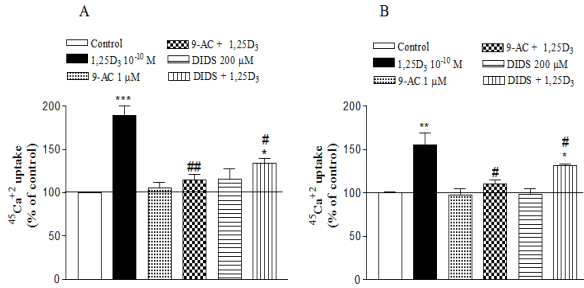 A
Control
1,25D₃ 10⁻¹⁰ M
9-AC 1 µM
9-AC + 1,25D₃
DIDS 200 µM
DIDS + 1,25D₃
⁴⁵Ca⁺² uptake
(% of control)
200
150
100
50
0
***
##
#
*
B
Control
1,25D₃ 10⁻¹⁰ M
9-AC 1 µM
9-AC + 1,25D₃
DIDS 200 µM
DIDS + 1,25D₃
⁴⁵Ca⁺² uptake
(% of control)
200
150
100
50
0
**
#
#
*